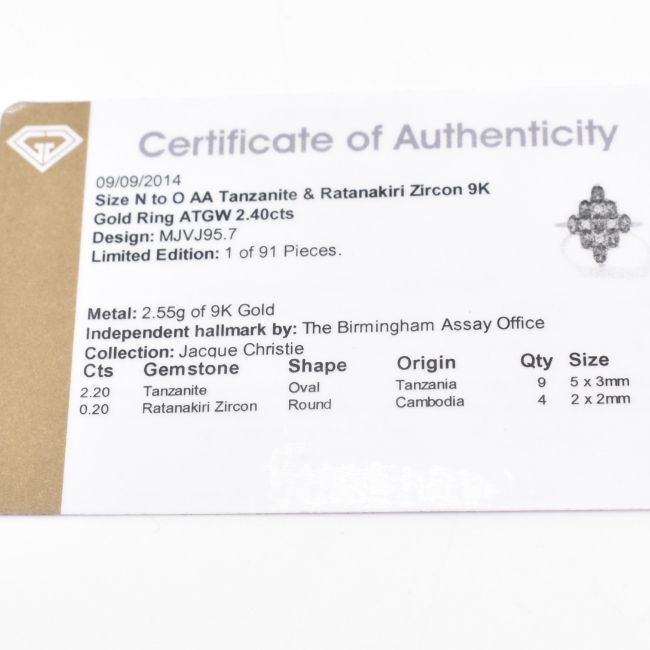 Certificate of Authenticity
09/09/2014
Size N to O AA Tanzanite & Ratanakiri Zircon 9K
Gold Ring ATGW 2.40cts
Design: MJVJ95.7
Limited Edition: 1 of 91 Pieces.
Metal: 2.55g of 9K Gold
Independent hallmark by: The Birmingham Assay Office
Collection: Jacque Christie
Cts Gemstone Shape Origin Qty Size
2.20 Tanzanite Oval Tanzania 9 5 x 3mm
0.20 Ratanakiri Zircon Round Cambodia 4 2 x 2mm